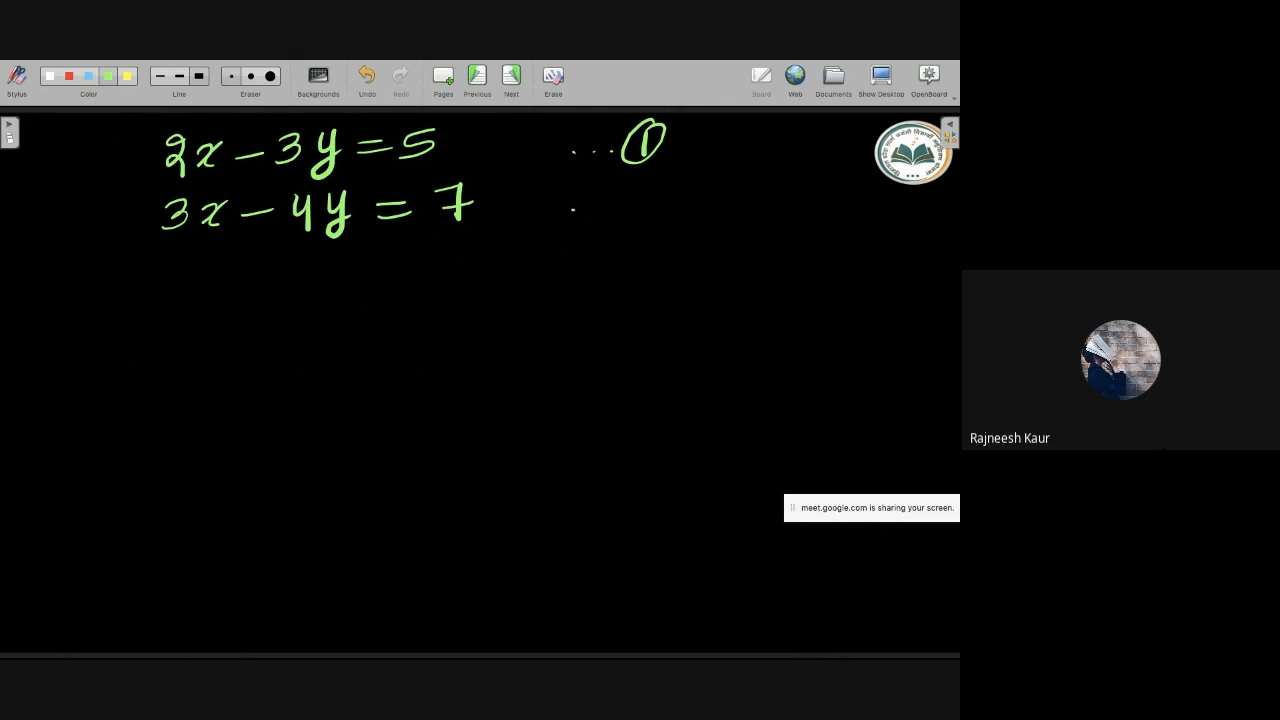 Stylus Color Line Eraser Backgrounds Undo Redo Pages Previous Next Erase Board Web Documents Show Desktop OpenBoard
2x - 3y = 5 ... ①
3x - 4y = 7 .
Rajneesh Kaur
meet.google.com is sharing your screen.